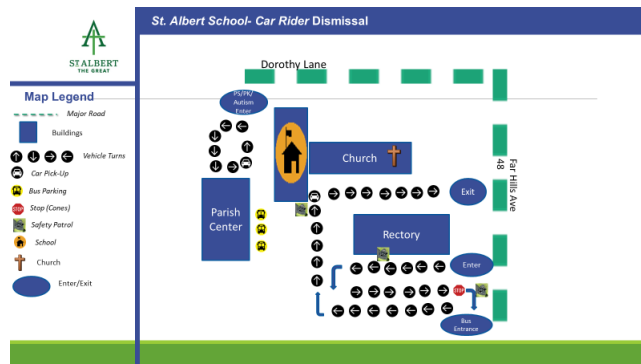 St. Albert School- Car Rider Dismissal
ST ALBERT
THE GREAT
Map Legend
Major Road
Buildings
Vehicle Turns
Car Pick-Up
Bus Parking
STOP
Stop (Cones)
Safety Patrol
School
Church
Enter/Exit
Dorothy Lane
PS/PK/
Autism
Enter
Church
Far Hills Ave
48
Exit
Parish
Center
Rectory
Enter
STOP
Bus
Entrance